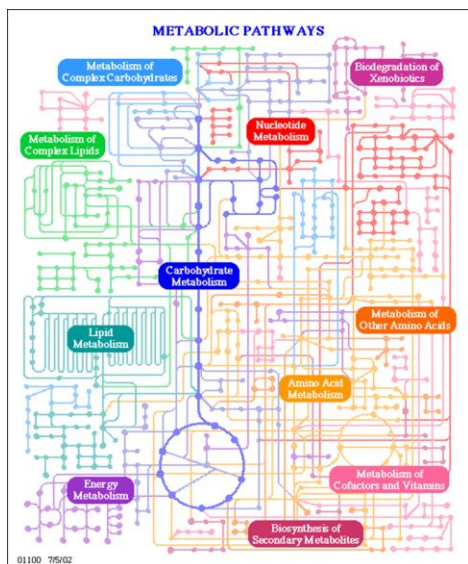 METABOLIC PATHWAYS
Metabolism of
Complex Carbohydrates
Biodegradation of
Xenobiotics
Nucleotide
Metabolism
Metabolism of
Complex Lipids
Carbohydrate
Metabolism
Lipid
Metabolism
Metabolism of
Other Amino Acids
Amino Acid
Metabolism
Energy
Metabolism
Metabolism of
Cofactors and Vitamins
Biosynthesis of
Secondary Metabolites
01100 7/5/02